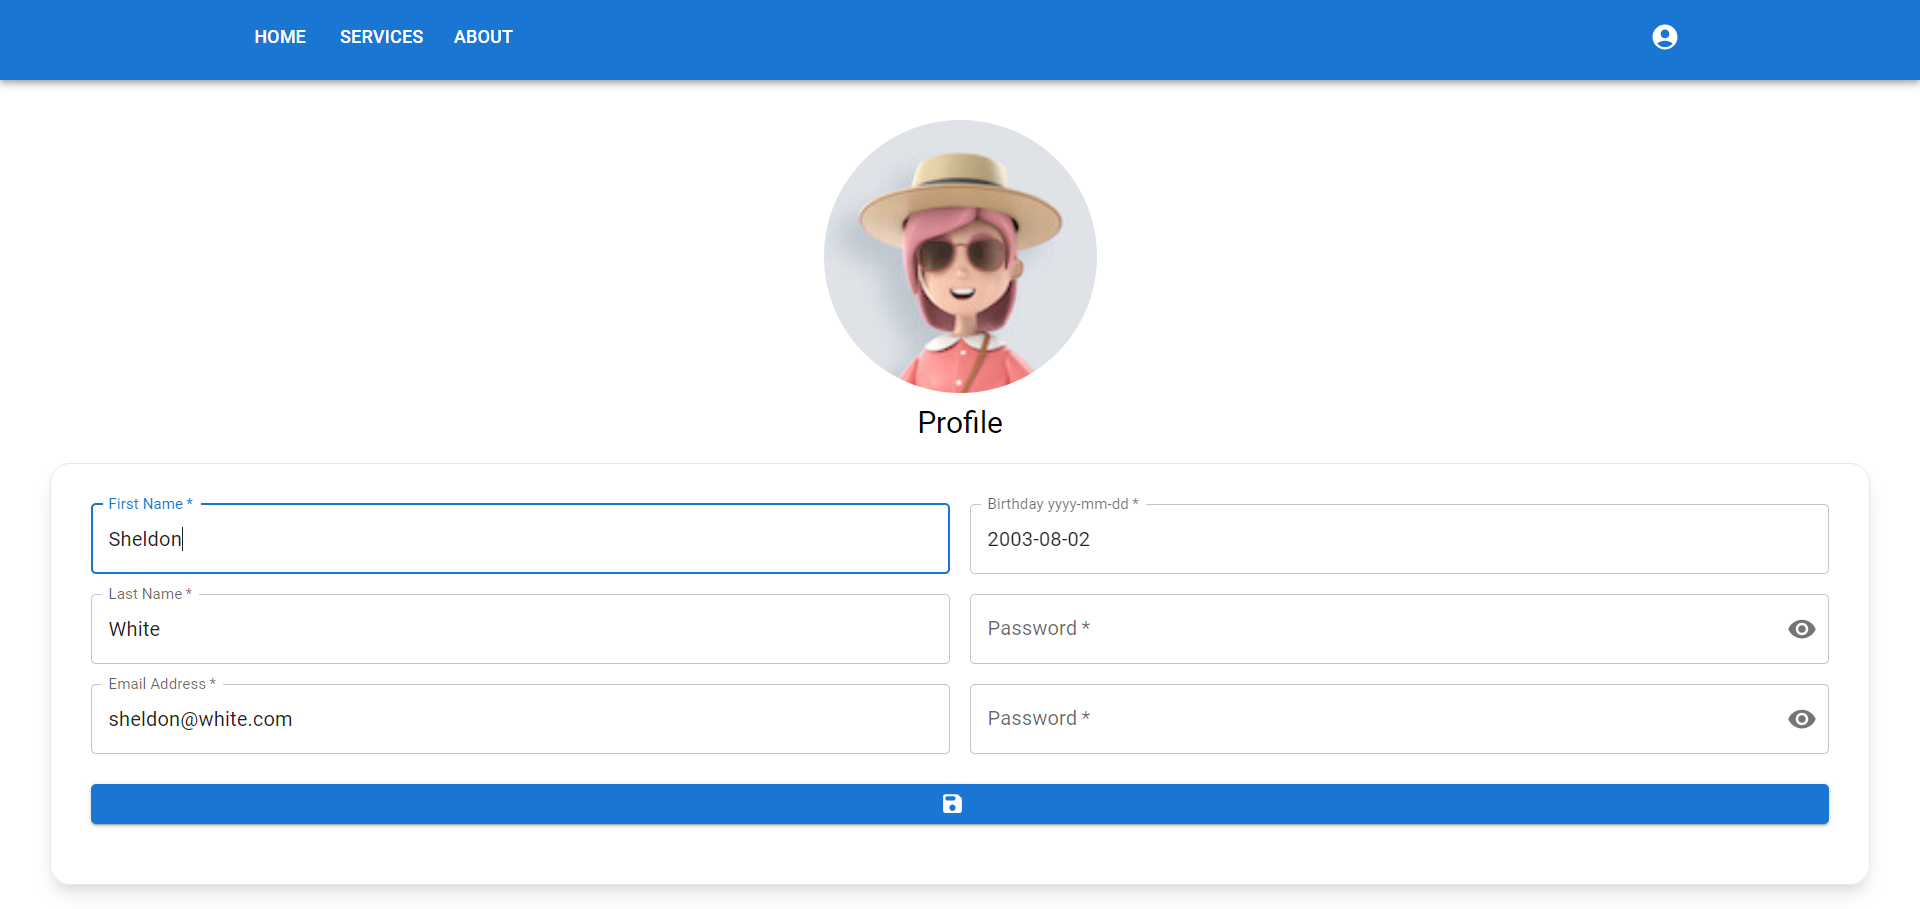 HOME SERVICES ABOUT
Profile
First Name *
Sheldon
Birthday yyyy-mm-dd *
2003-08-02
Last Name *
White
Password *
Email Address *
sheldon@white.com
Password *